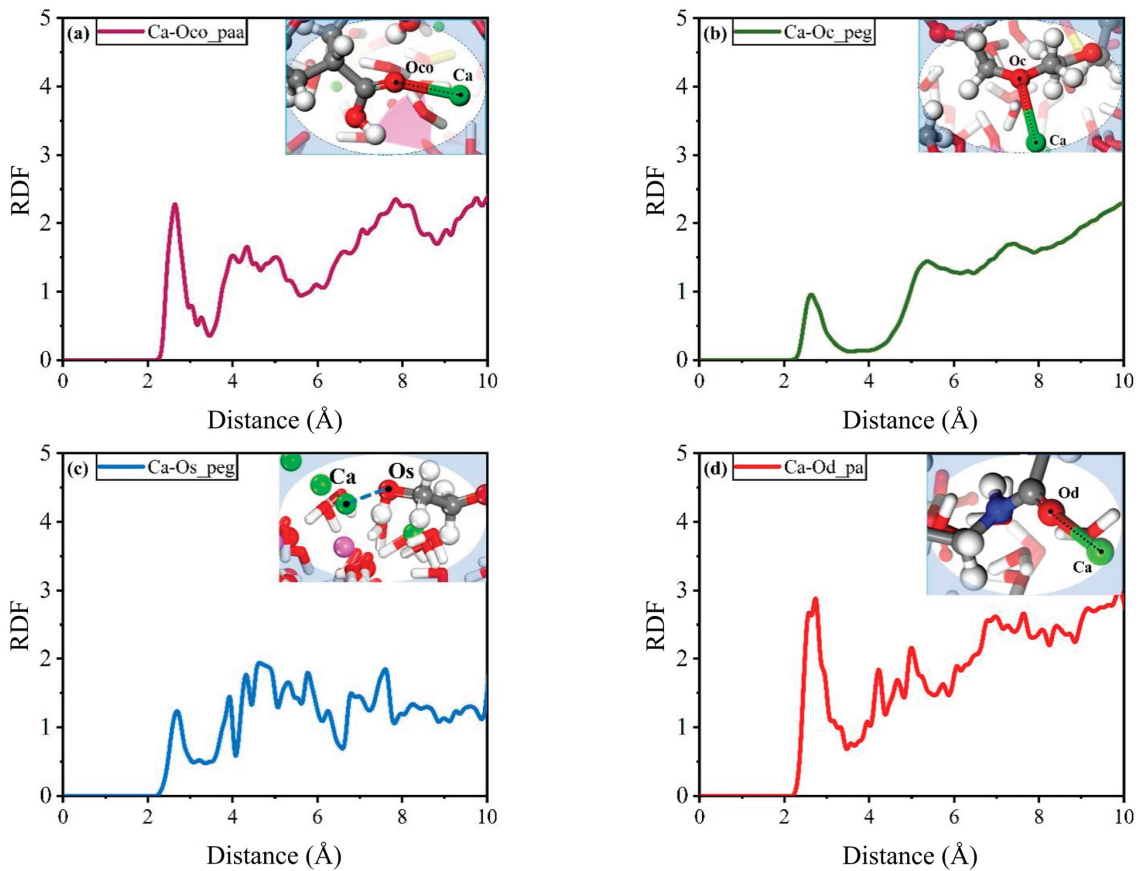 (a) Ca-Oco_paa
Oco
Ca
RDF
5
4
3
2
1
0
0 2 4 6 8 10
Distance (Å)
(b) Ca-Oc_peg
Oc
Ca
RDF
5
4
3
2
1
0
0 2 4 6 8 10
Distance (Å)
(c) Ca-Os_peg
Ca Os
RDF
5
4
3
2
1
0
0 2 4 6 8 10
Distance (Å)
(d) Ca-Od_pa
Od
Ca
RDF
5
4
3
2
1
0
0 2 4 6 8 10
Distance (Å)